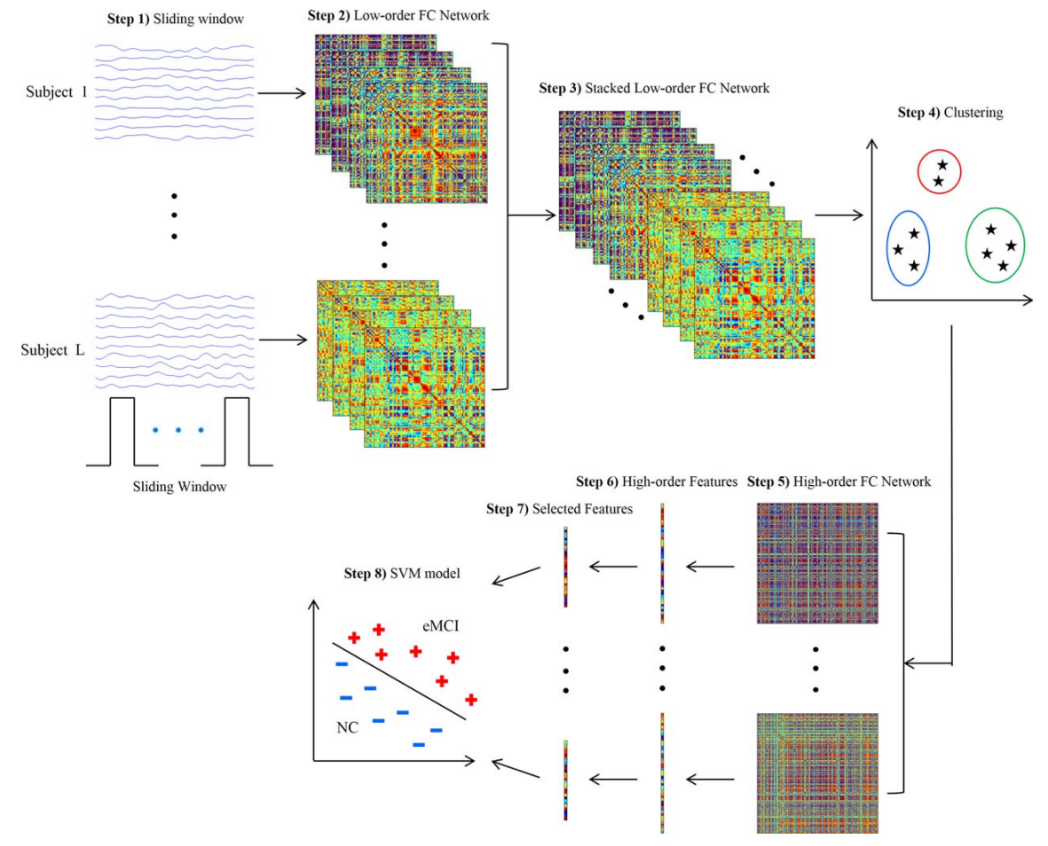 Step 1) Sliding window
Step 2) Low-order FC Network
Subject 1
Step 3) Stacked Low-order FC Network
Step 4) Clustering
Subject L
Sliding Window
Step 6) High-order Features
Step 5) High-order FC Network
Step 7) Selected Features
Step 8) SVM model
eMCI
NC